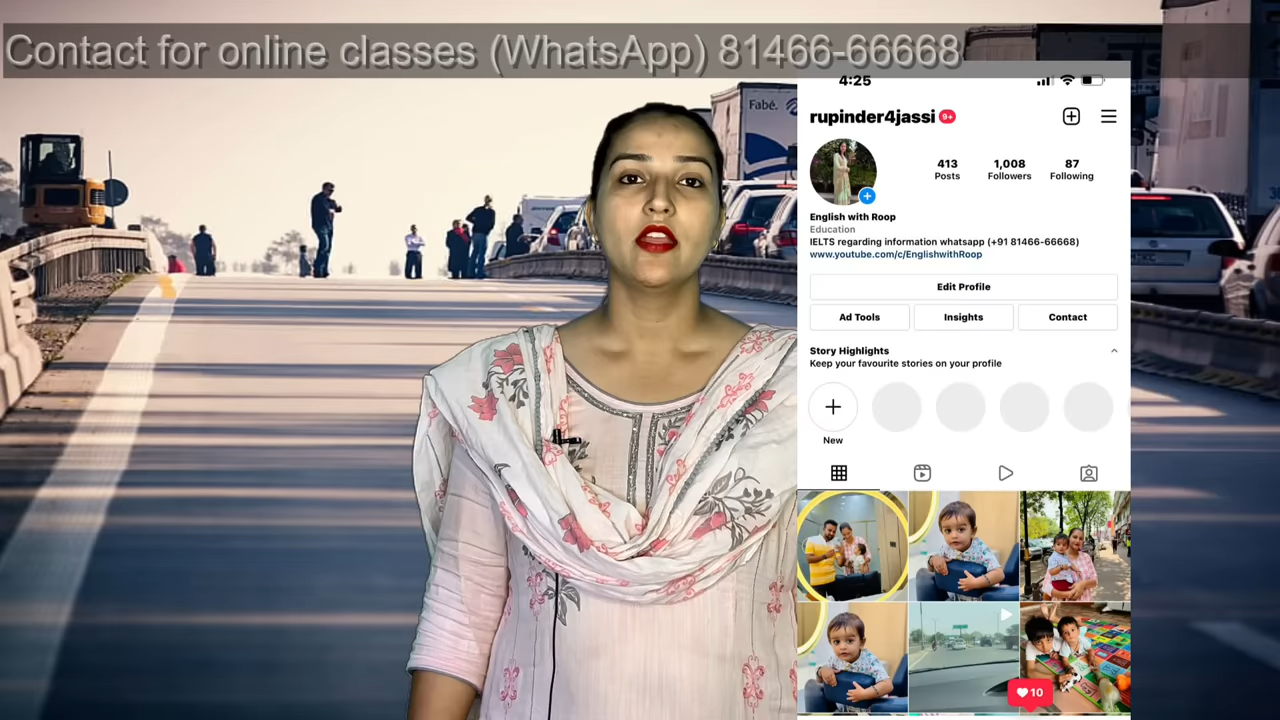 Contact for online classes (WhatsApp) 81466-66668
Fabé.
4:25
rupinder4jassi 9+
413 1,008 87
Posts Followers Following
English with Roop
Education
IELTS regarding information whatsapp (+91 81466-66668)
www.youtube.com/c/EnglishwithRoop
Edit Profile
Ad Tools Insights Contact
Story Highlights
Keep your favourite stories on your profile
New
10